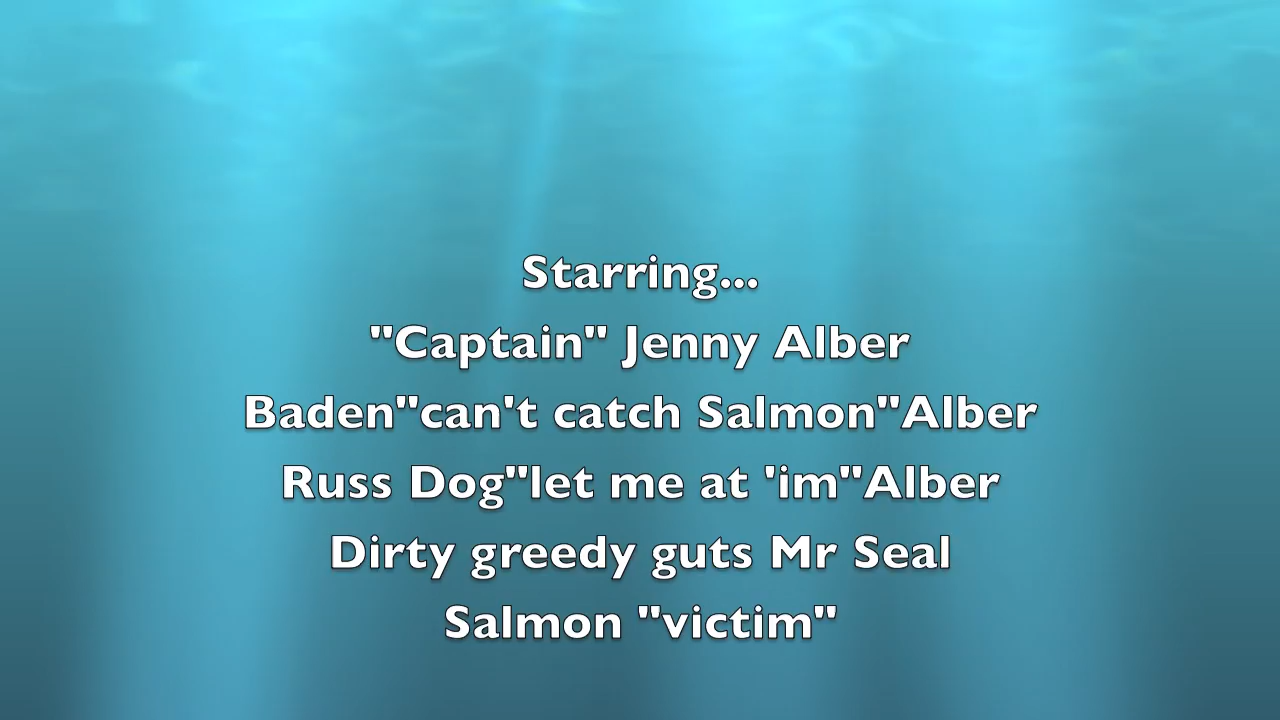 Starring...
"Captain" Jenny Alber
Baden"can't catch Salmon"Alber
Russ Dog"let me at 'im"Alber
Dirty greedy guts Mr Seal
Salmon "victim"